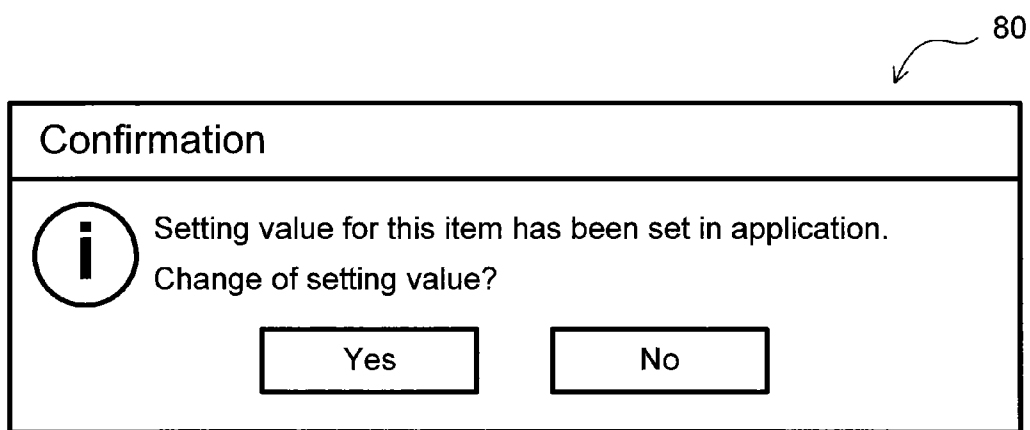 80
Confirmation
i
Setting value for this item has been set in application.
Change of setting value?
Yes No